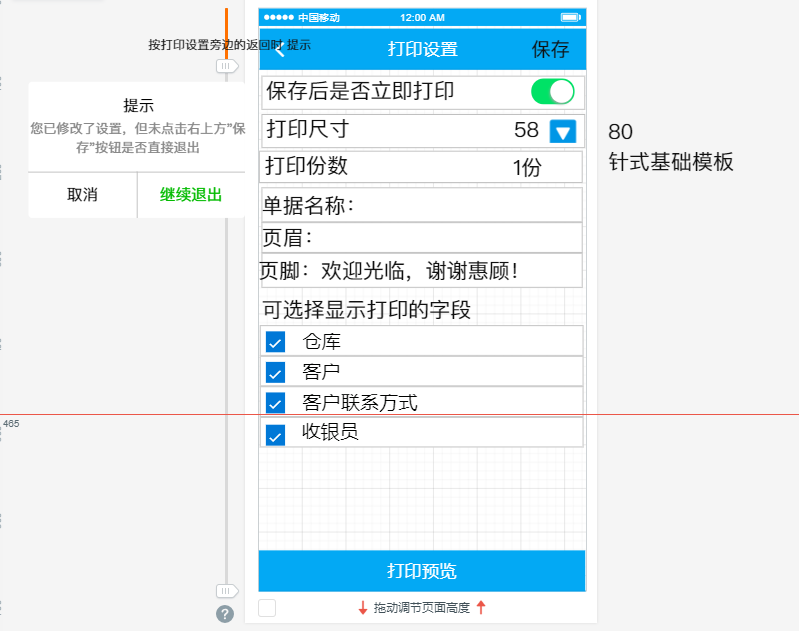 中国移动
12:00 AM
按打印设置旁边的返回时 提示
打印设置
保存
提示
您已修改了设置，但未点击右上方"保
存"按钮是否直接退出
取消
继续退出
保存后是否立即打印
打印尺寸
58
80
针式基础模板
打印份数
1份
单据名称：
页眉：
页脚：欢迎光临，谢谢惠顾！
可选择显示打印的字段
仓库
客户
客户联系方式
465
收银员
打印预览
?
拖动调节页面高度